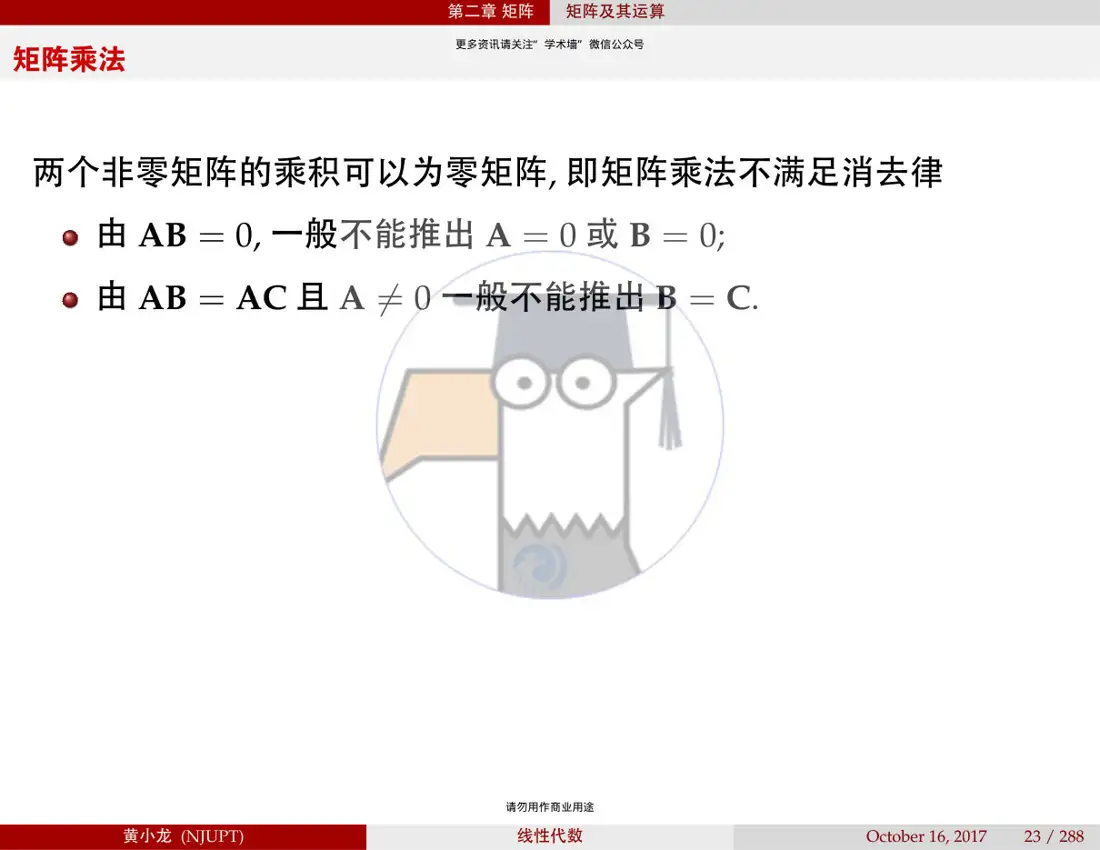 第二章 矩阵 矩阵及其运算
更多资讯请关注“学术墙”微信公众号
矩阵乘法
两个非零矩阵的乘积可以为零矩阵, 即矩阵乘法不满足消去律
由 AB = 0, 一般不能推出 A = 0 或 B = 0;
由 AB = AC 且 A ≠ 0 一般不能推出 B = C.
请勿用作商业用途
黄小龙 (NJUPT) 线性代数 October 16, 2017 23 / 288